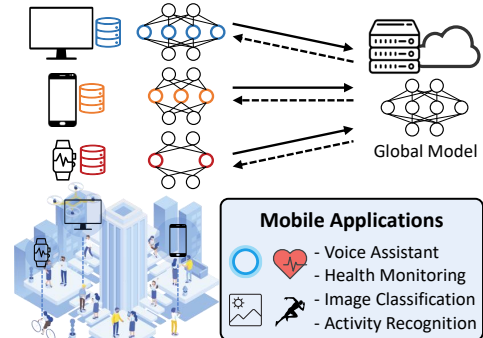 Global Model
Mobile Applications
- Voice Assistant
- Health Monitoring
- Image Classification
- Activity Recognition